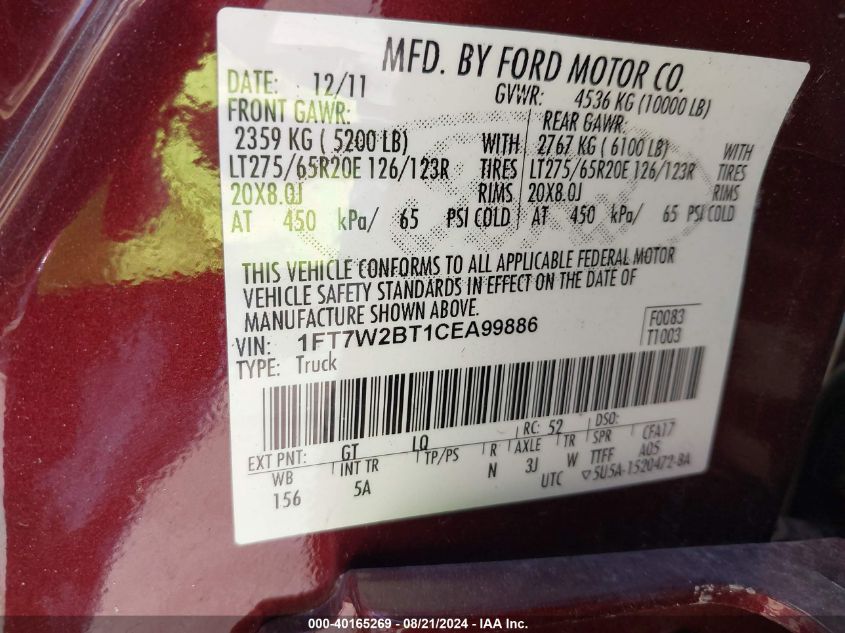 MFD. BY FORD MOTOR CO.
DATE: 12/11 GVWR: 4536 KG (10000 LB)
FRONT GAWR: REAR GAWR:
2359 KG ( 5200 LB) WITH 2767 KG ( 6100 LB) WITH
LT275/65R20E 126/123R TIRES LT275/65R20E 126/123R TIRES
20X8.0J RIMS 20X8.0J RIMS
AT 450 kPa/ 65 PSI COLD AT 450 kPa/ 65 PSI COLD
THIS VEHICLE CONFORMS TO ALL APPLICABLE FEDERAL MOTOR
VEHICLE SAFETY STANDARDS IN EFFECT ON THE DATE OF
MANUFACTURE SHOWN ABOVE.
VIN: 1FT7W2BT1CEA99886 F0083
TYPE: Truck T1003
EXT PNT: GT LQ RC: 52 DSO:
WB INT TR TP/PS R AXLE TR SPR CFA17
156 5A N 3J W TTFF A05
UTC ▽5U5A-1520472-BA
000-40165269 - 08/21/2024 - IAA Inc.